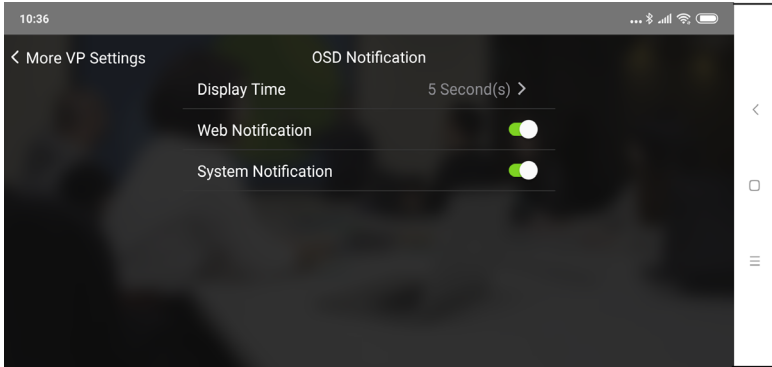 10:36
More VP Settings
OSD Notification
Display Time
5 Second(s)
Web Notification
System Notification